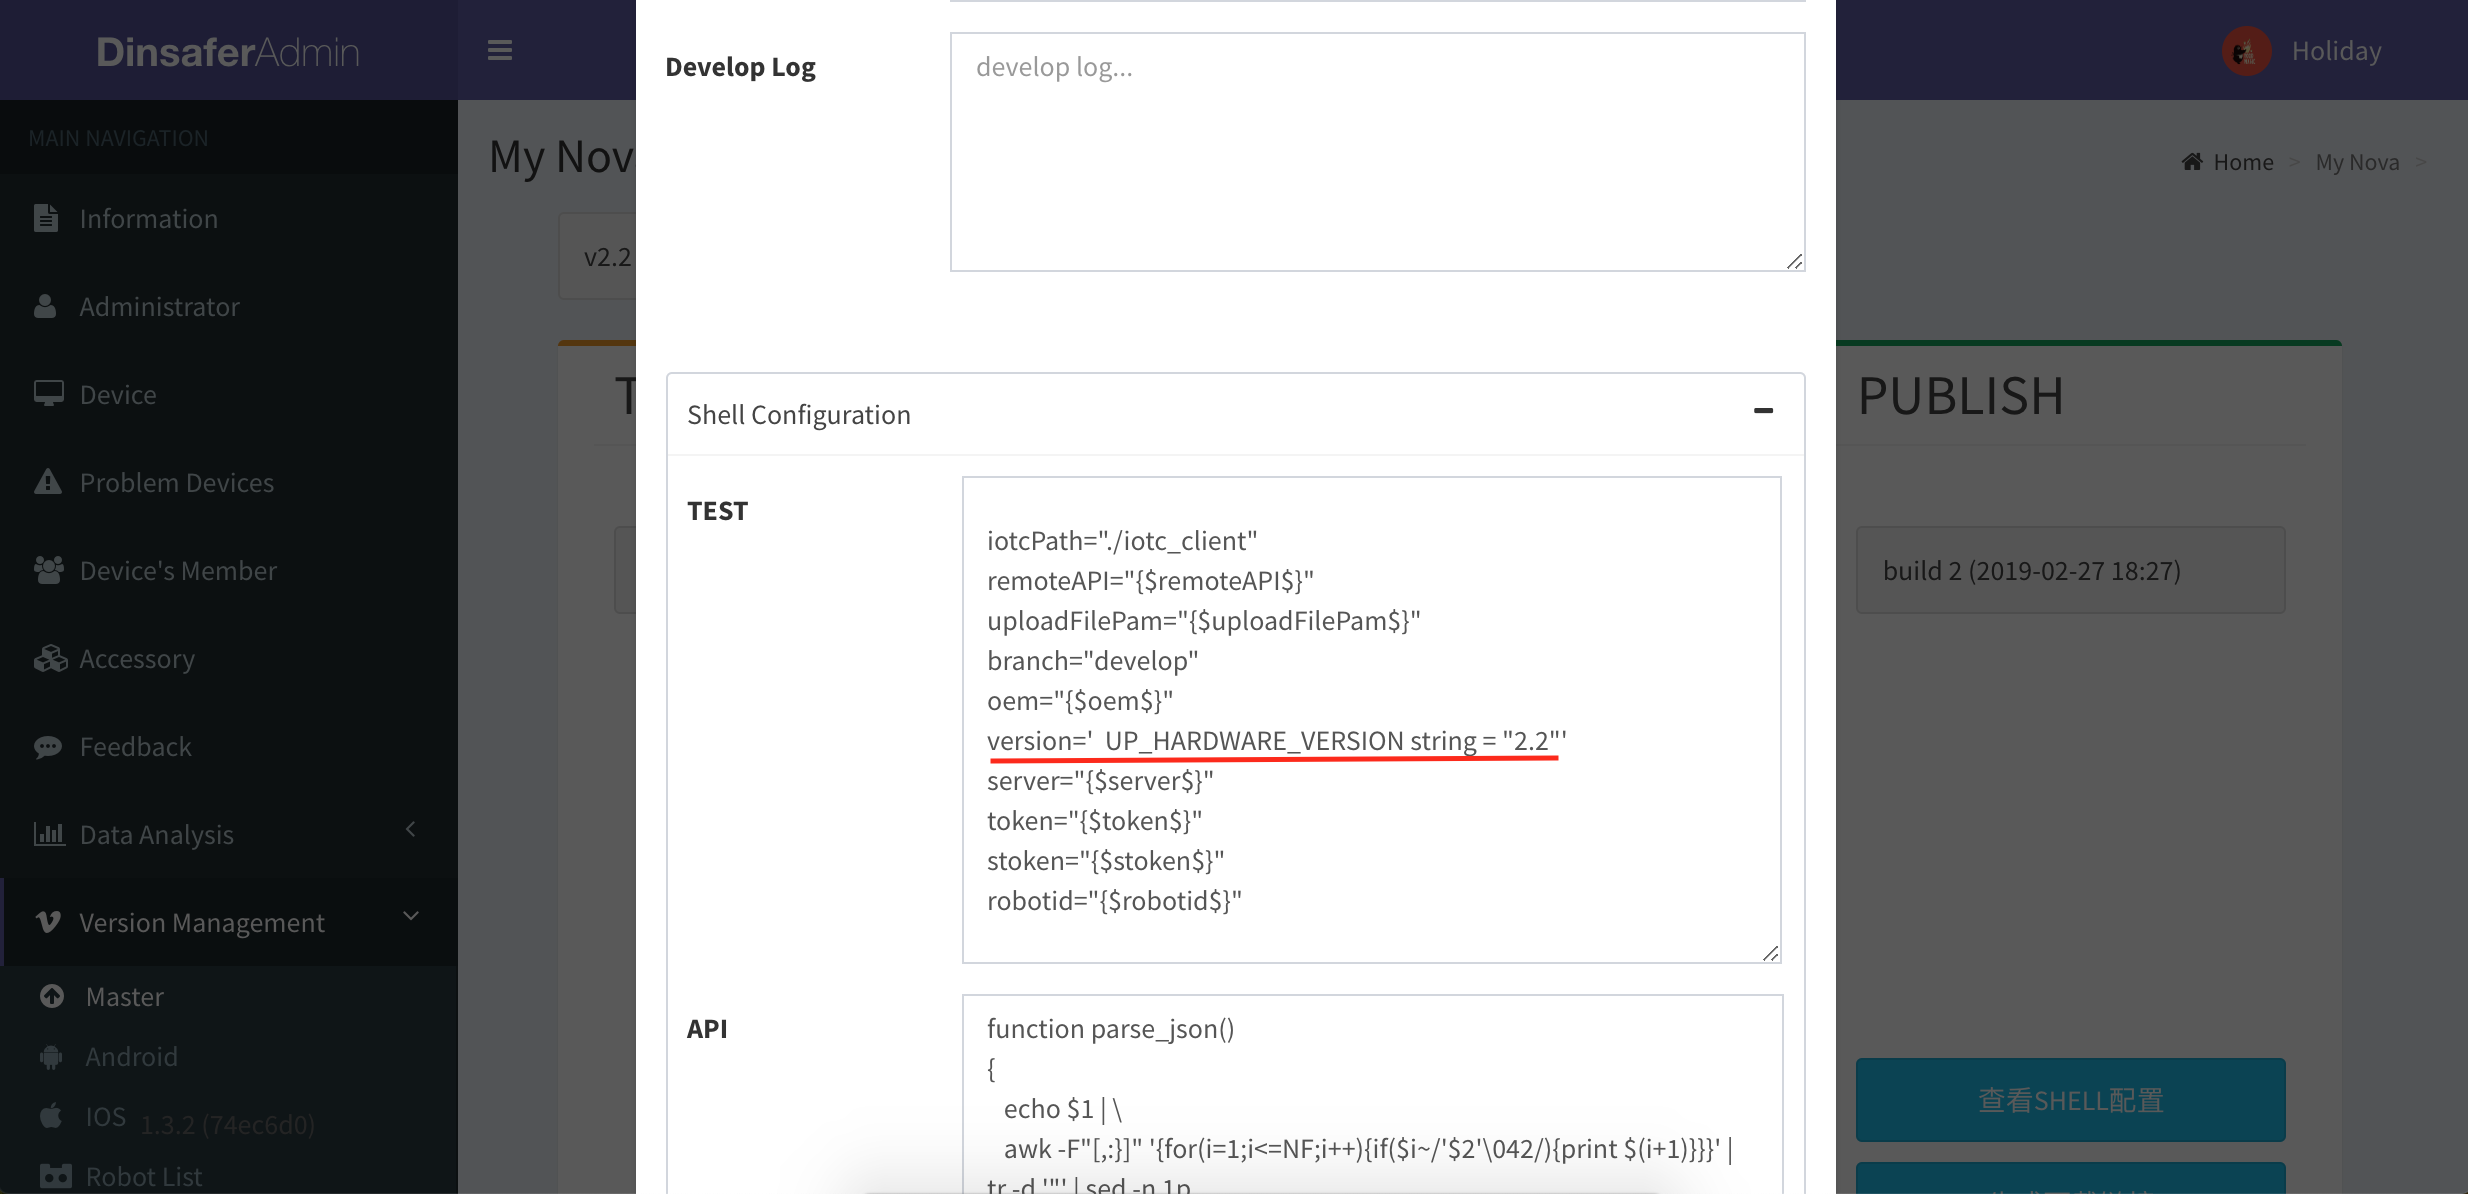 DinsaferAdmin
Holiday
MAIN NAVIGATION
Information
Administrator
Device
Problem Devices
Device's Member
Accessory
Feedback
Data Analysis
Version Management
Master
Android
IOS
1.3.2 (74ec6d0)
Robot List
My Nov
Home > My Nova >
v2.2
T
Develop Log
develop log...
Shell Configuration
TEST
iotcPath="./iotc_client"
remoteAPI="{$remoteAPI$}"
uploadFilePam="{$uploadFilePam$}"
branch="develop"
oem="{$oem$}"
version='  UP_HARDWARE_VERSION string = "2.2"'
server="{$server$}"
token="{$token$}"
stoken="{$stoken$}"
robotid="{$robotid$}"
API
function parse_json()
{
echo $1 | \
awk -F"[,:}]" '{for(i=1;i<=NF;i++){if($i~/'$2'\042/){print $(i+1)}}}' |
tr -d '"' | sed -n 1p
PUBLISH
build 2 (2019-02-27 18:27)
查看SHELL配置